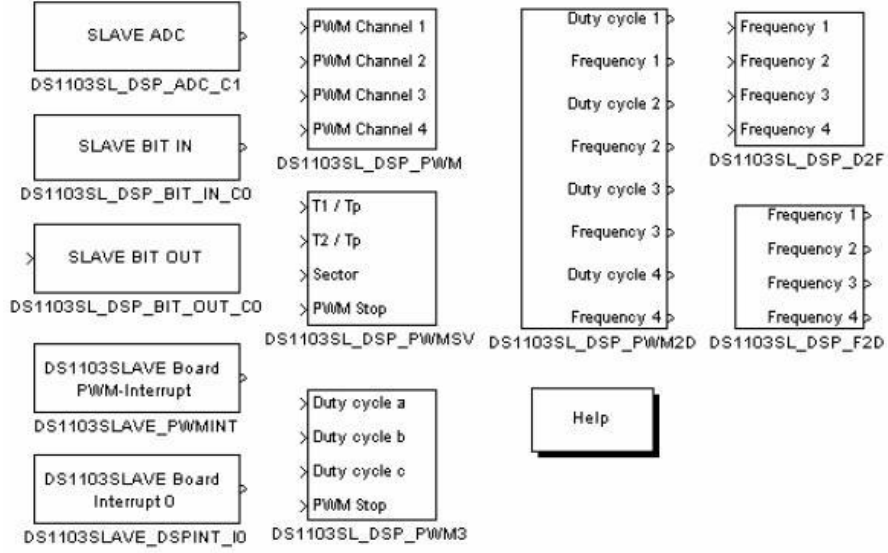 SLAVE ADC
DS1103SL_DSP_ADC_C1
SLAVE BIT IN
DS1103SL_DSP_BIT_IN_C0
SLAVE BIT OUT
DS1103SL_DSP_BIT_OUT_C0
DS1103SLAVE Board
PWM-Interrupt
DS1103SLAVE_PWMINT
DS1103SLAVE Board
Interrupt 0
DS1103SLAVE_DSPINT_I0
PWM Channel 1
PWM Channel 2
PWM Channel 3
PWM Channel 4
DS1103SL_DSP_PWM
T1 / Tp
T2 / Tp
Sector
PWM Stop
DS1103SL_DSP_PWMSV
Duty cycle a
Duty cycle b
Duty cycle c
PWM Stop
DS1103SL_DSP_PWM3
Duty cycle 1
Frequency 1
Duty cycle 2
Frequency 2
Duty cycle 3
Frequency 3
Duty cycle 4
Frequency 4
DS1103SL_DSP_PWM2D
Help
Frequency 1
Frequency 2
Frequency 3
Frequency 4
DS1103SL_DSP_D2F
Frequency 1
Frequency 2
Frequency 3
Frequency 4
DS1103SL_DSP_F2D